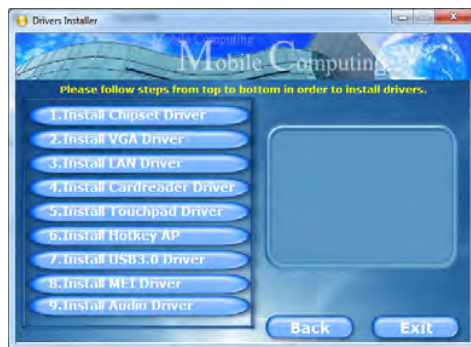 Drivers Installer
Mobile Computing
Mobile Computing
Please follow steps from top to bottom in order to install drivers.
1.Install Chipset Driver
2.Install VGA Driver
3.Install LAN Driver
4.Install Cardreader Driver
5.Install Touchpad Driver
6.Install Hotkey AP
7.Install USB3.0 Driver
8.Install MEI Driver
9.Install Audio Driver
Back Exit